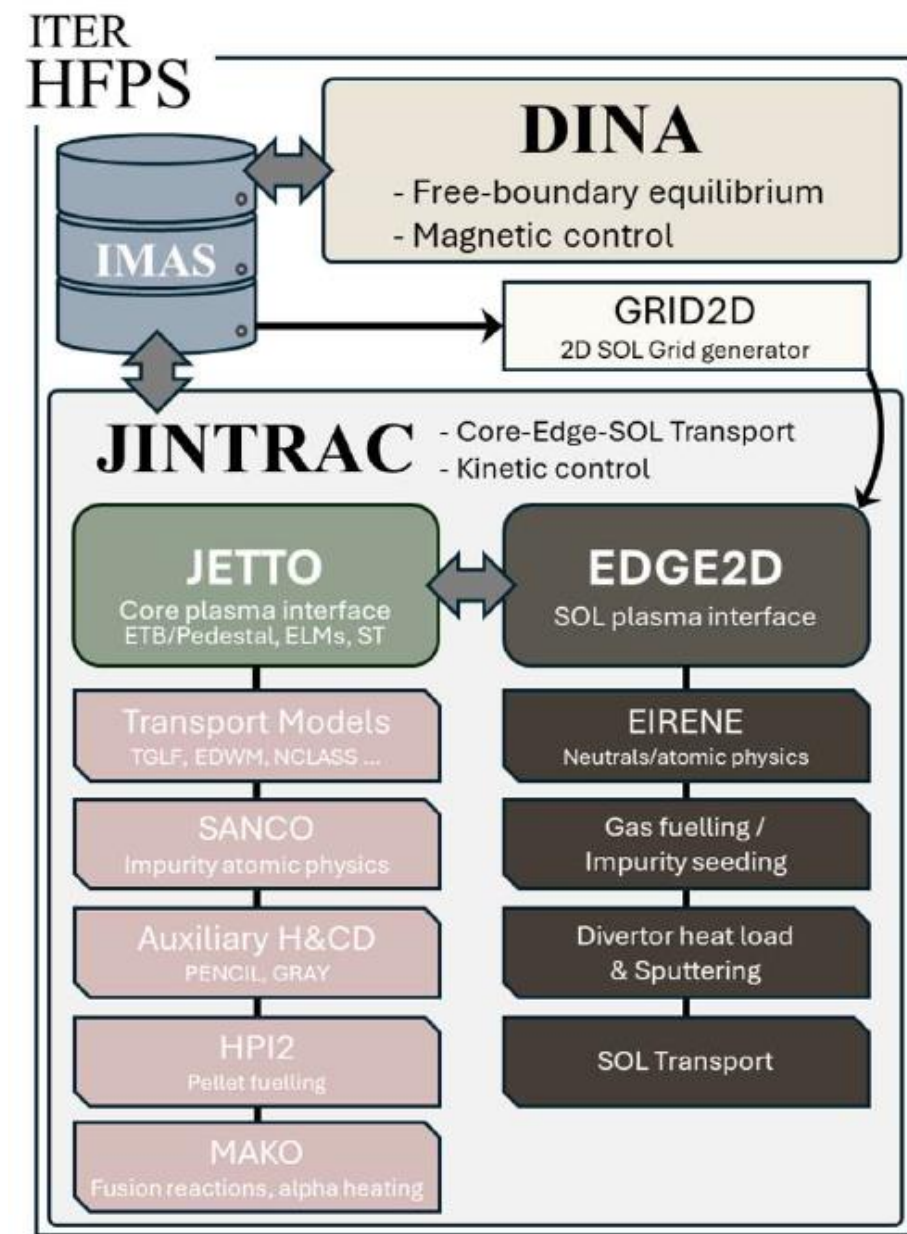 ITER
HFPS
DINA
- Free-boundary equilibrium
- Magnetic control
IMAS
GRID2D
2D SOL Grid generator
JINTRAC
- Core-Edge-SOL Transport
- Kinetic control
JETTO
Core plasma interface
ETB/Pedestal, ELMs, ST
EDGE2D
SOL plasma interface
Transport Models
TGLF, EDWM, NCLASS ...
SANCO
Impurity atomic physics
Auxiliary H&CD
PENCIL, GRAY
HPI2
Pellet fuelling
MAKO
Fusion reactions, alpha heating
EIRENE
Neutrals/atomic physics
Gas fuelling /
Impurity seeding
Divertor heat load
& Sputtering
SOL Transport